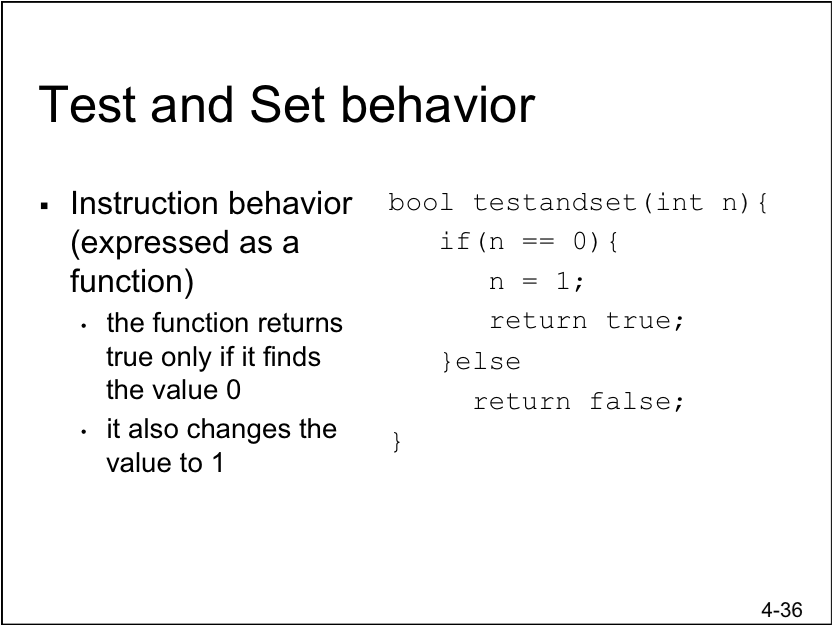 Test and Set behavior
▪ Instruction behavior
(expressed as a
function)
• the function returns
true only if it finds
the value 0
• it also changes the
value to 1
bool testandset(int n){
if(n == 0){
n = 1;
return true;
}else
return false;
}
4-36